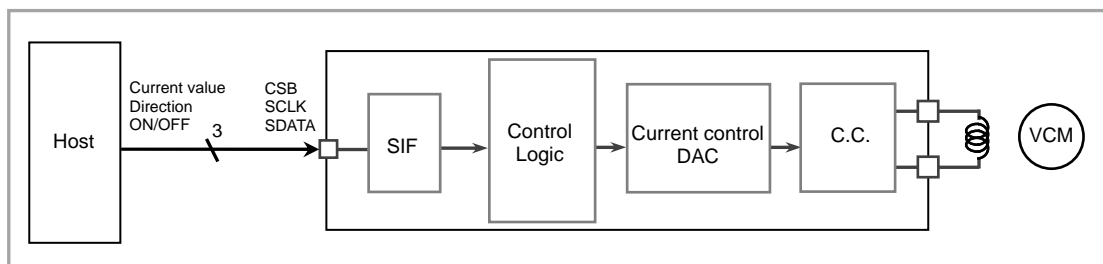 Host
Current value
Direction
ON/OFF
3
CSB
SCLK
SDATA
SIF
Control
Logic
Current control
DAC
C.C.
VCM